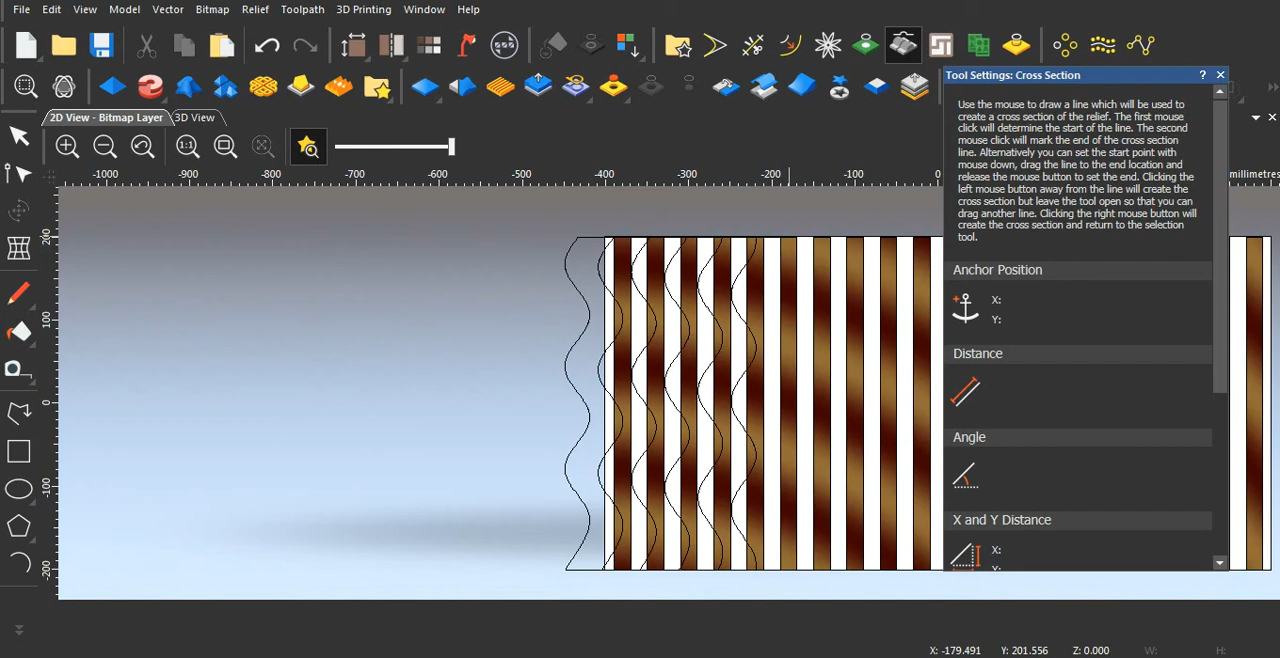 File Edit View Model Vector Bitmap Relief Toolpath 3D Printing Window Help
Tool Settings: Cross Section ?
2D View - Bitmap Layer 3D View
1:1
Use the mouse to draw a line which will be used to
create a cross section of the relief. The first mouse
click will determine the start of the line. The second
mouse click will mark the end of the cross section
line. Alternatively you can set the start point with
mouse down, drag the line to the end location and
release the mouse button to set the end. Clicking the
left mouse button away from the line will create the
cross section but leave the tool open so that you can
drag another line. Clicking the right mouse button will
create the cross section and return to the selection
tool.
-1000 -900 -800 -700 -600 -500 -400 -300 -200 -100 0 millimetres
200
100
0
-100
-200
Anchor Position
X:
Y:
Distance
Angle
X and Y Distance
X:
Y:
X: -179.491 Y: 201.556 Z: 0.000 W: H: